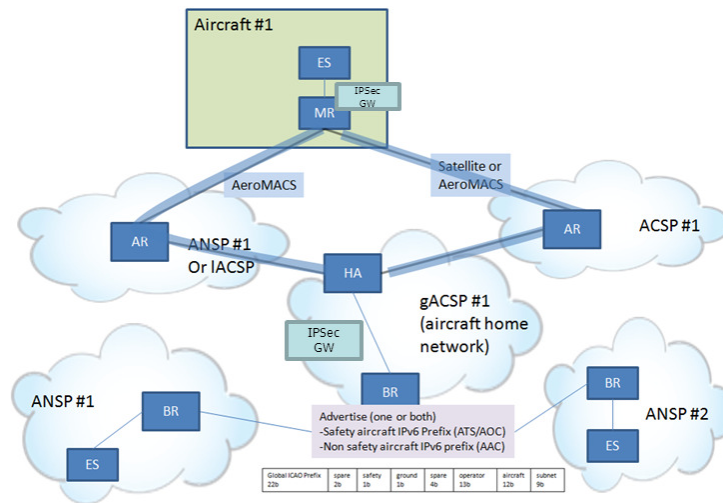 Aircraft #1
ES
IPSec
GW
MR
AeroMACS
Satellite or
AeroMACS
AR
ANSP #1
Or lACSP
AR
ACSP #1
HA
gACSP #1
(aircraft home
network)
IPSec
GW
BR
ANSP #1
BR
ES
Advertise (one or both)
-Safety aircraft IPv6 Prefix (ATS/AOC)
-Non safety aircraft IPv6 prefix (AAC)
BR
ANSP #2
ES
Global ICAO Prefix spare safety ground spare operator aircraft subnet
22b 2b 1b 1b 4b 13b 12b 9b